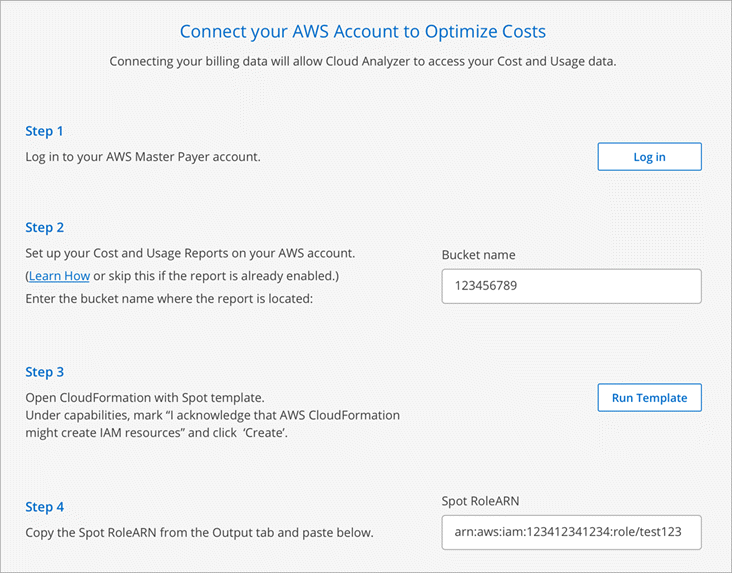 Connect your AWS Account to Optimize Costs
Connecting your billing data will allow Cloud Analyzer to access your Cost and Usage data.
Step 1
Log in to your AWS Master Payer account.
Log in
Step 2
Set up your Cost and Usage Reports on your AWS account.
(Learn How or skip this if the report is already enabled.)
Enter the bucket name where the report is located:
Bucket name
123456789
Step 3
Open CloudFormation with Spot template.
Under capabilities, mark “I acknowledge that AWS CloudFormation
might create IAM resources” and click ‘Create’.
Run Template
Step 4
Copy the Spot RoleARN from the Output tab and paste below.
Spot RoleARN
arn:aws:iam:123412341234:role/test123